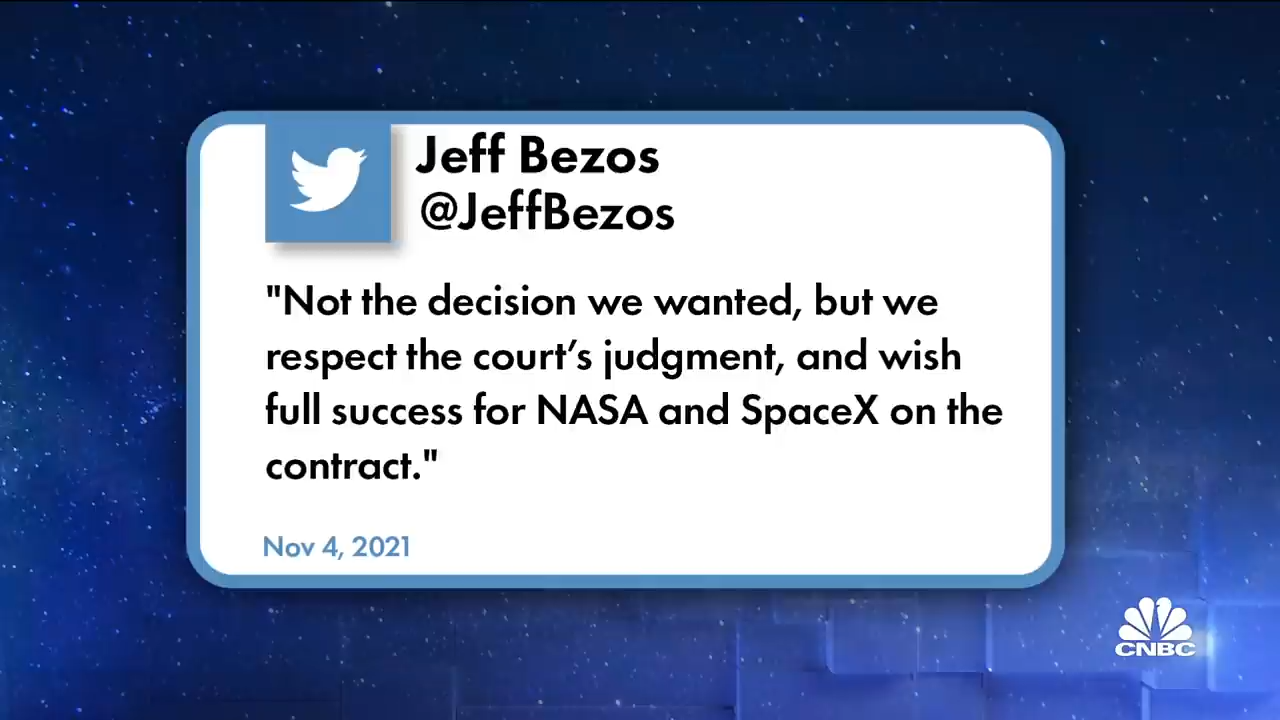 Jeff Bezos
@JeffBezos
"Not the decision we wanted, but we
respect the court’s judgment, and wish
full success for NASA and SpaceX on the
contract."
Nov 4, 2021
CNBC